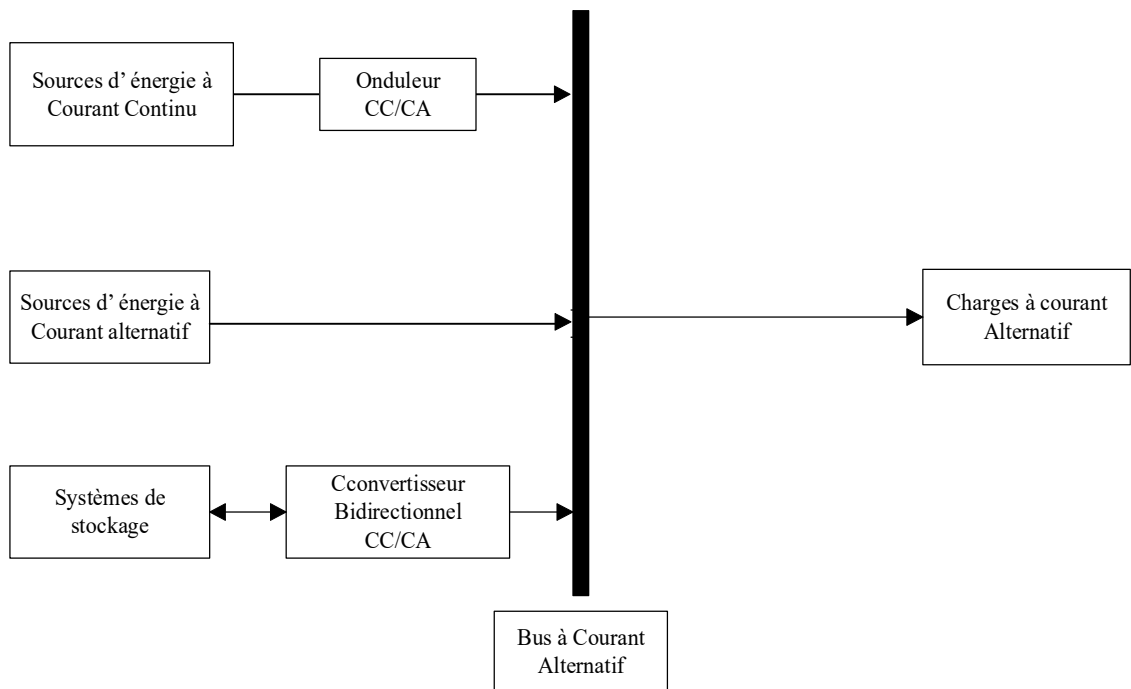 Sources d’ énergie à
Courant Continu
Onduleur
CC/CA
Sources d’ énergie à
Courant alternatif
Charges à courant
Alternatif
Systèmes de
stockage
Cconvertisseur
Bidirectionnel
CC/CA
Bus à Courant
Alternatif